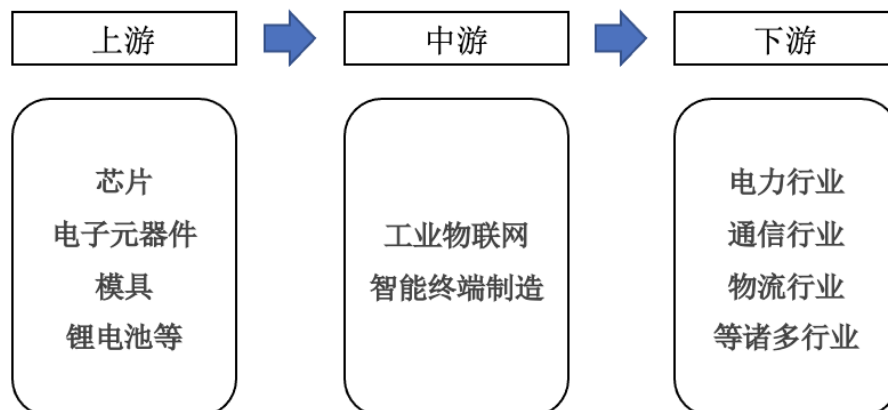 上游
中游
下游
芯片
电子元器件
模具
锂电池等
工业物联网
智能终端制造
电力行业
通信行业
物流行业
等诸多行业